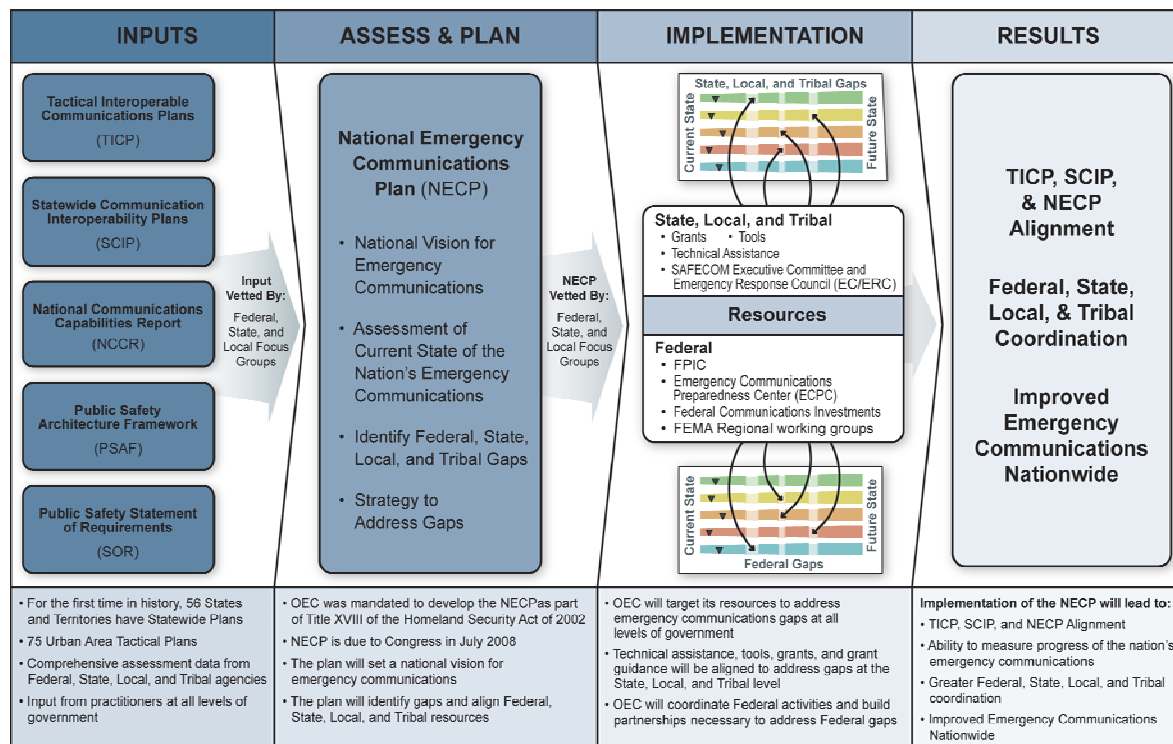 INPUTS
ASSESS & PLAN
IMPLEMENTATION
RESULTS
Tactical Interoperable
Communications Plans
(TICP)
Statewide Communication
Interoperability Plans
(SCIP)
National Communications
Capabilities Report
(NCCR)
Public Safety
Architecture Framework
(PSAF)
Public Safety Statement
of Requirements
(SOR)
Input
Vetted By:
Federal,
State, and
Local Focus
Groups
National Emergency
Communications
Plan (NECP)
• National Vision for
Emergency
Communications
• Assessment of
Current State of the
Nation's Emergency
Communications
• Identify Federal, State,
Local, and Tribal Gaps
• Strategy to
Address Gaps
NECP
Vetted By:
Federal,
State, and
Local Focus
Groups
State, Local, and Tribal Gaps
Current State
Future State
State, Local, and Tribal
• Grants • Tools
• Technical Assistance
• SAFECOM Executive Committee and
Emergency Response Council (EC/ERC)
Resources
Federal
• FPIC
• Emergency Communications
Preparedness Center (ECPC)
• Federal Communications Investments
• FEMA Regional working groups
Current State
Future State
Federal Gaps
TICP, SCIP,
& NECP
Alignment
Federal, State,
Local, & Tribal
Coordination
Improved
Emergency
Communications
Nationwide
• For the first time in history, 56 States
and Territories have Statewide Plans
• 75 Urban Area Tactical Plans
• Comprehensive assessment data from
Federal, State, Local, and Tribal agencies
• Input from practitioners at all levels of
government
• OEC was mandated to develop the NECPas part
of Title XVIII of the Homeland Security Act of 2002
• NECP is due to Congress in July 2008
• The plan will set a national vision for
emergency communications
• The plan will identify gaps and align Federal,
State, Local, and Tribal resources
• OEC will target its resources to address
emergency communications gaps at all
levels of government
• Technical assistance, tools, grants, and grant
guidance will be aligned to address gaps at the
State, Local, and Tribal level
• OEC will coordinate Federal activities and build
partnerships necessary to address Federal gaps
Implementation of the NECP will lead to:
• TICP, SCIP, and NECP Alignment
• Ability to measure progress of the nation's
emergency communications
• Greater Federal, State, Local, and Tribal
coordination
• Improved Emergency Communications
Nationwide